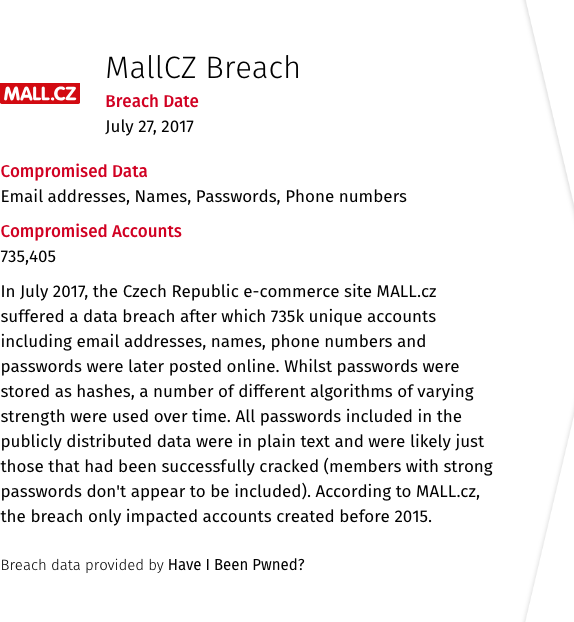 MallCZ Breach
MALL.CZ
Breach Date
July 27, 2017
Compromised Data
Email addresses, Names, Passwords, Phone numbers
Compromised Accounts
735,405
In July 2017, the Czech Republic e-commerce site MALL.cz
suffered a data breach after which 735k unique accounts
including email addresses, names, phone numbers and
passwords were later posted online. Whilst passwords were
stored as hashes, a number of different algorithms of varying
strength were used over time. All passwords included in the
publicly distributed data were in plain text and were likely just
those that had been successfully cracked (members with strong
passwords don't appear to be included). According to MALL.cz,
the breach only impacted accounts created before 2015.
Breach data provided by Have I Been Pwned?